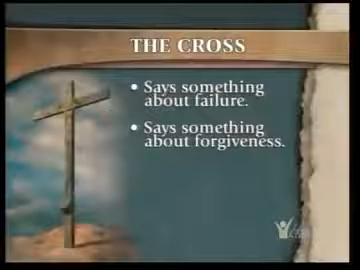 THE CROSS
• Says something
about failure.
• Says something
about forgiveness.